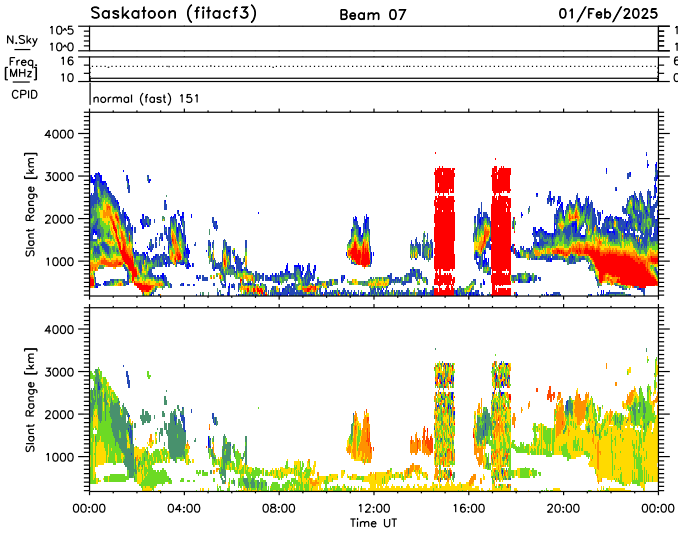 Saskatoon (fitacf3) Beam 07 01/Feb/2025
N.Sky 10^5 10^0
Freq. [MHz] 16 10 6 0
CPID normal (fast) 151
Slant Range [km] 4000 3000 2000 1000
Slant Range [km] 4000 3000 2000 1000
00:00 04:00 08:00 12:00 16:00 20:00 00:00
Time UT